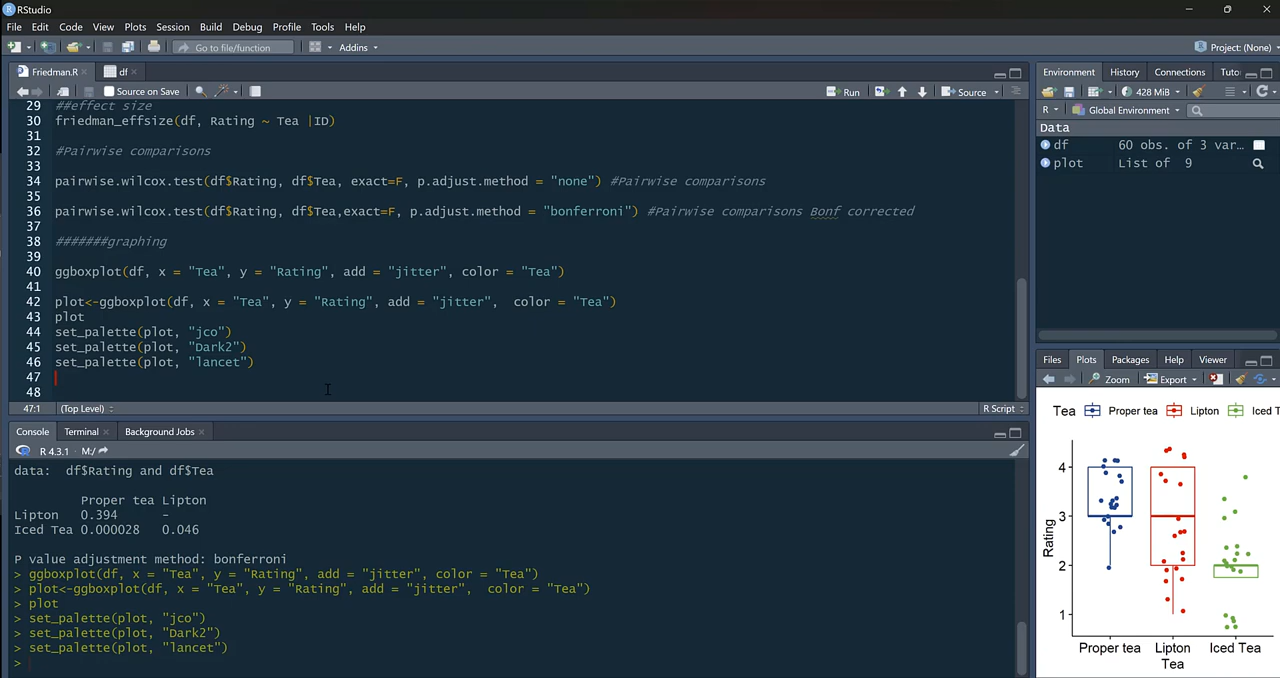 RStudio
File Edit Code View Plots Session Build Debug Profile Tools Help
Go to file/function Addins Project: (None)
Friedman.R df
Source on Save Run Source
29 ##effect size
30 friedman_effsize(df, Rating ~ Tea |ID)
31
32 #Pairwise comparisons
33
34 pairwise.wilcox.test(df$Rating, df$Tea, exact=F, p.adjust.method = "none") #Pairwise comparisons
35
36 pairwise.wilcox.test(df$Rating, df$Tea,exact=F, p.adjust.method = "bonferroni") #Pairwise comparisons Bonf corrected
37
38 #######graphing
39
40 ggboxplot(df, x = "Tea", y = "Rating", add = "jitter", color = "Tea")
41
42 plot<-ggboxplot(df, x = "Tea", y = "Rating", add = "jitter",  color = "Tea")
43 plot
44 set_palette(plot, "jco")
45 set_palette(plot, "Dark2")
46 set_palette(plot, "lancet")
47
48
47:1 (Top Level) R Script
Console Terminal Background Jobs
R 4.3.1 · M:/
data:  df$Rating and df$Tea
Proper tea Lipton
Lipton 0.394 -
Iced Tea 0.000028 0.046
P value adjustment method: bonferroni
> ggboxplot(df, x = "Tea", y = "Rating", add = "jitter", color = "Tea")
> plot<-ggboxplot(df, x = "Tea", y = "Rating", add = "jitter",  color = "Tea")
> plot
> set_palette(plot, "jco")
> set_palette(plot, "Dark2")
> set_palette(plot, "lancet")
>
Environment History Connections Tuto
428 MiB
R Global Environment
Data
df 60 obs. of 3 var...
plot List of 9
Files Plots Packages Help Viewer
Zoom Export
Tea Proper tea Lipton Iced T
4
3
2
1
Rating
Proper tea Lipton Iced Tea
Tea